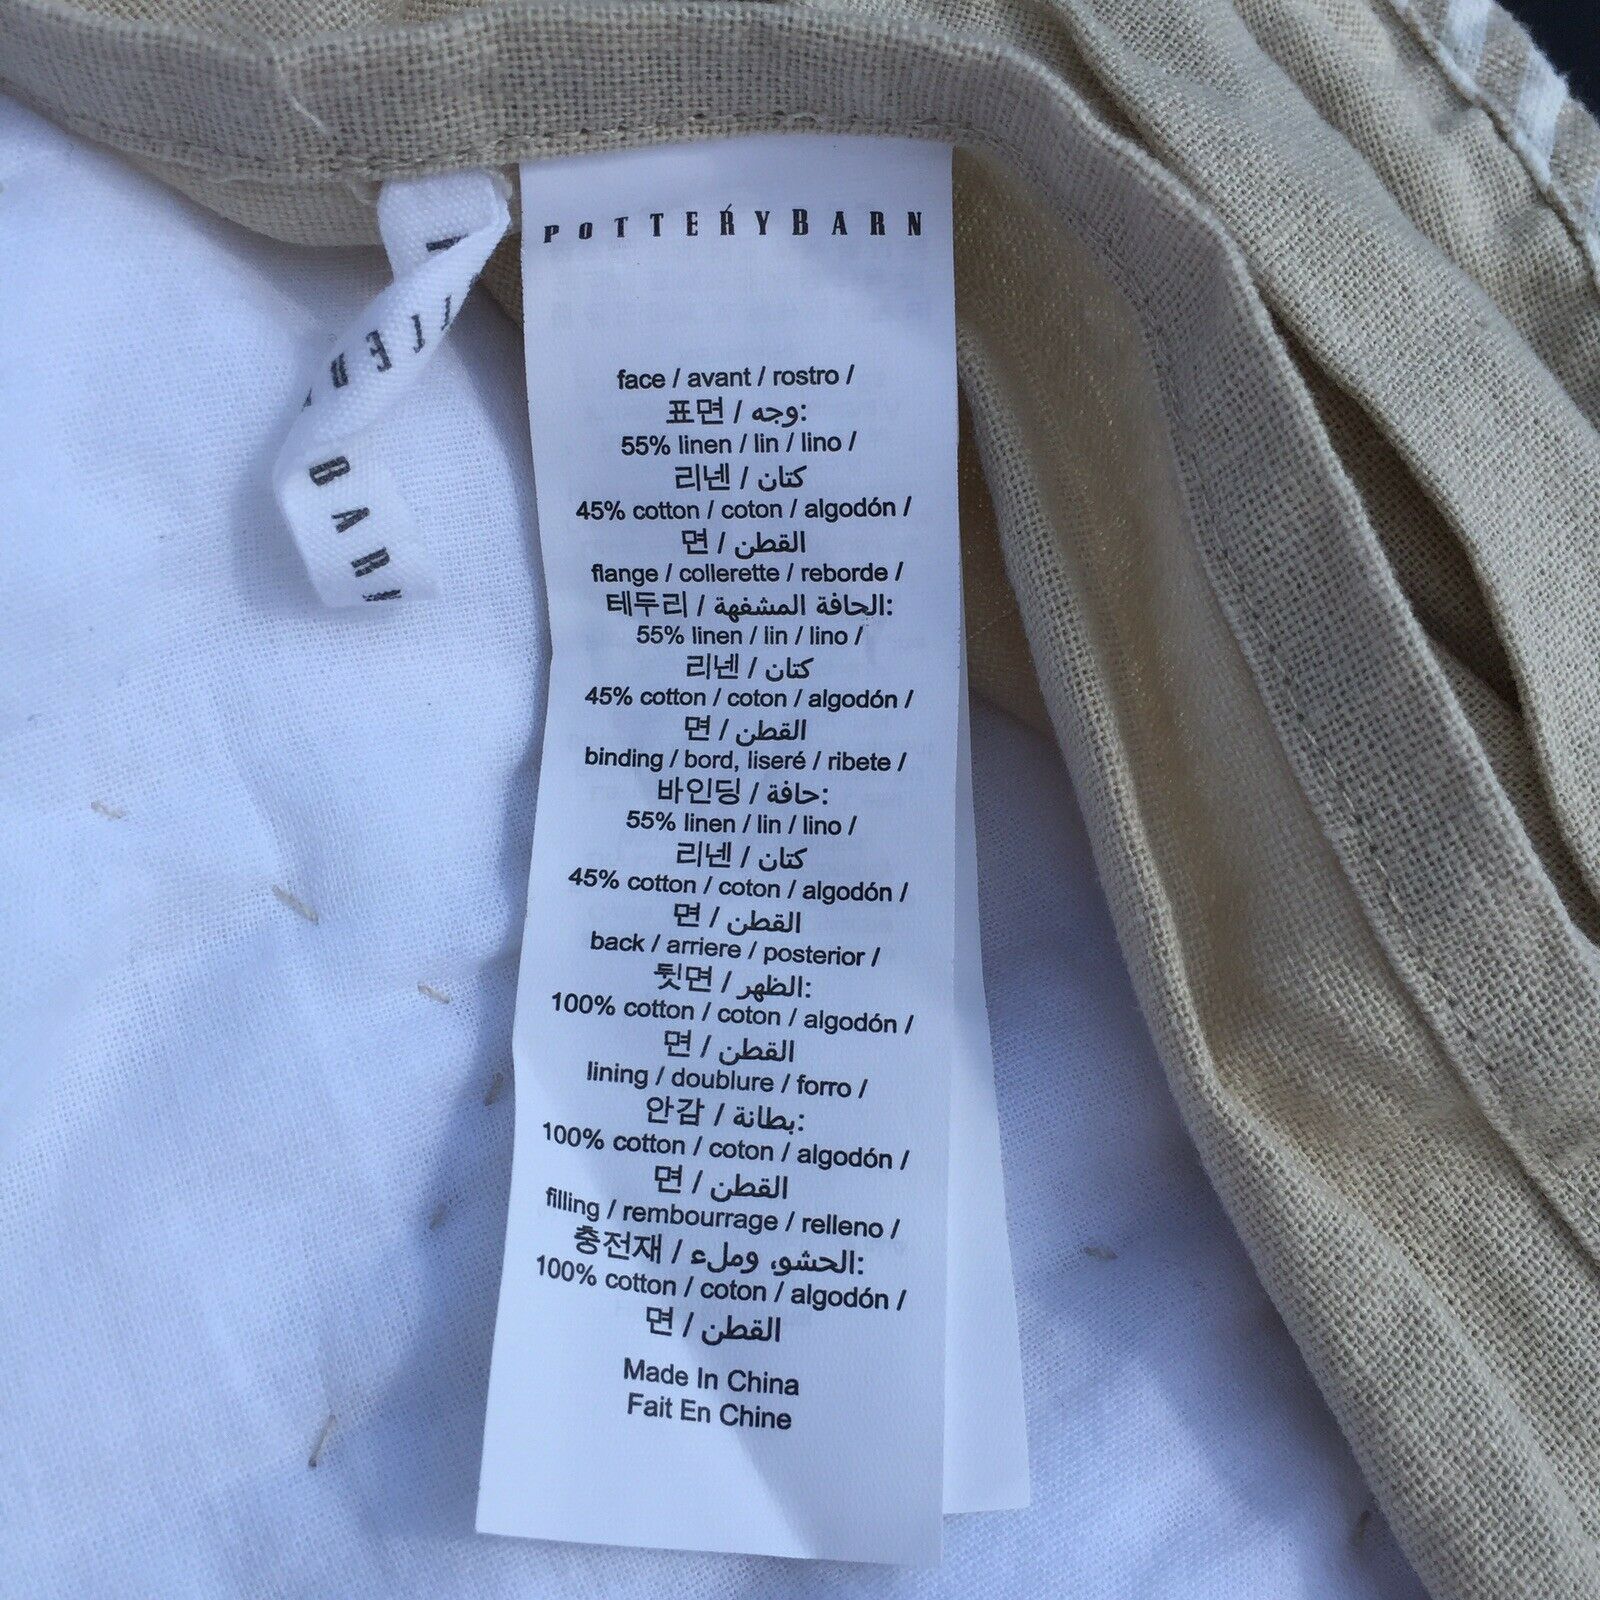 POTTERYBARN
face / avant / rostro /
표면 / وجه:
55% linen / lin / lino /
리넨 / كتان
45% cotton / coton / algodón /
면 / القطن
flange / collerette / reborde /
테두리 / الحافة المشفهة:
55% linen / lin / lino /
리넨 / كتان
45% cotton / coton / algodón /
면 / القطن
binding / bord, liseré / ribete /
바인딩 / حافة:
55% linen / lin / lino /
리넨 / كتان
45% cotton / coton / algodón /
면 / القطن
back / arriere / posterior /
뒷면 / الظهر:
100% cotton / coton / algodón /
면 / القطن
lining / doublure / forro /
안감 / بطانة:
100% cotton / coton / algodón /
면 / القطن
filling / rembourrage / relleno /
충전재 / الحشو، وملء:
100% cotton / coton / algodón /
면 / القطن
Made In China
Fait En Chine
BARN